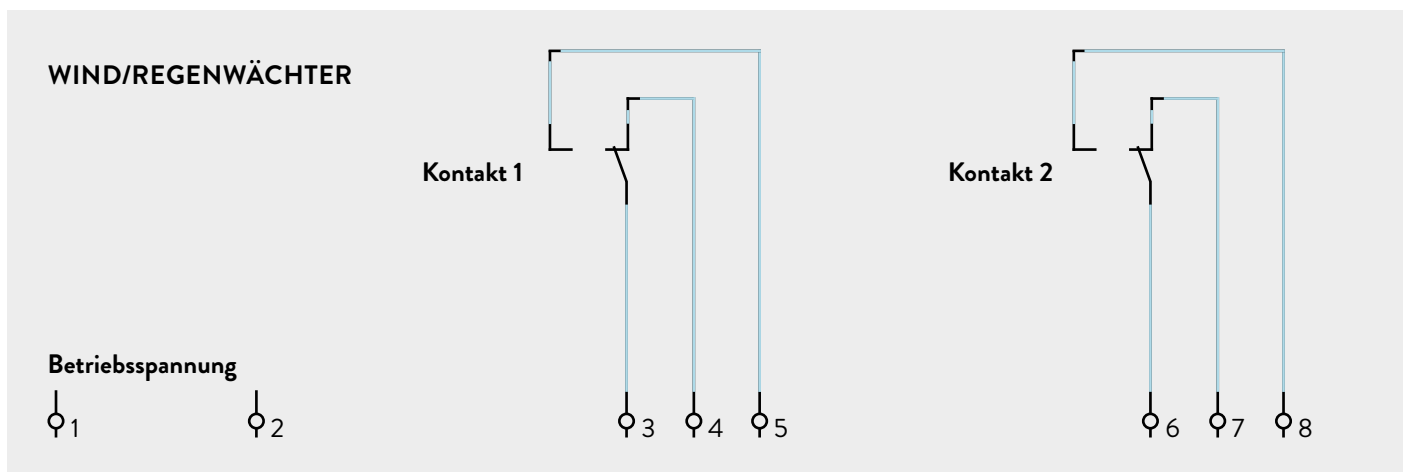 WIND/REGENWÄCHTER
Kontakt 1
Kontakt 2
Betriebsspannung
1 2 3 4 5 6 7 8